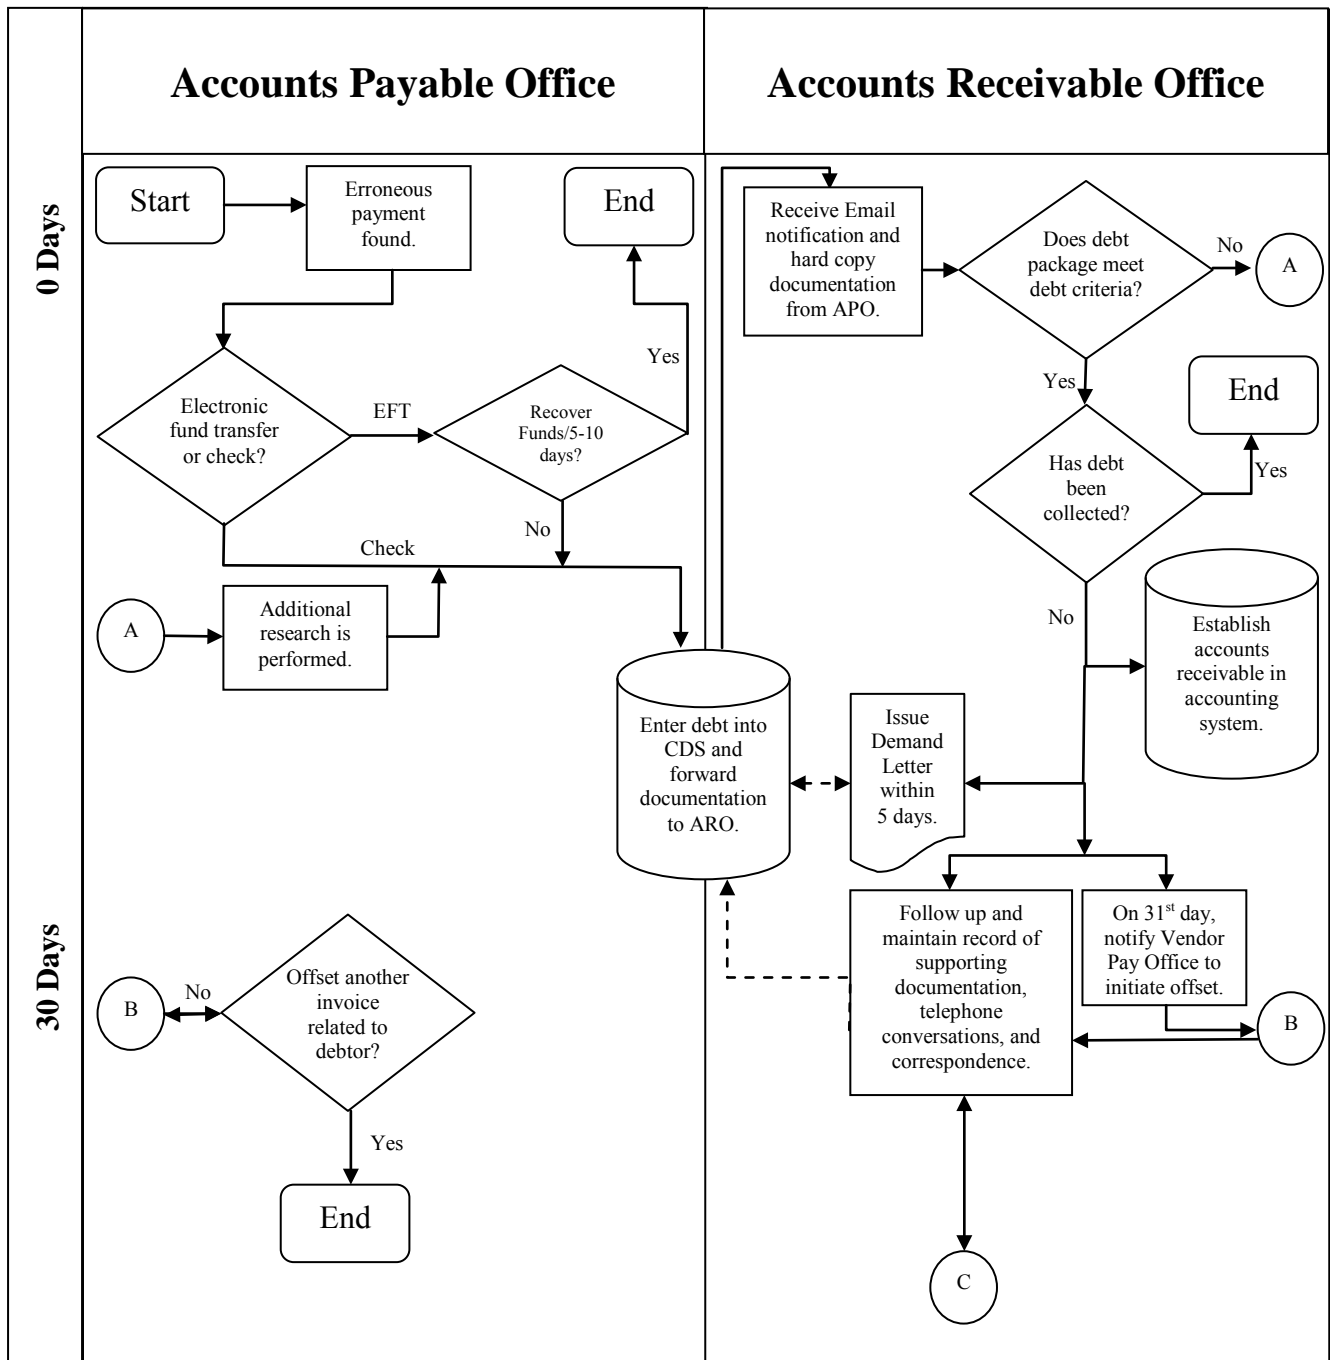 Accounts Payable Office
Accounts Receivable Office
0 Days
Start
Erroneous
payment
found.
End
Electronic
fund transfer
or check?
EFT
Recover
Funds/5-10
days?
Yes
No
Check
A
Additional
research is
performed.
Enter debt into
CDS and
forward
documentation
to ARO.
Receive Email
notification and
hard copy
documentation
from APO.
Does debt
package meet
debt criteria?
No
A
Yes
Has debt
been
collected?
End
Yes
No
Establish
accounts
receivable in
accounting
system.
Issue
Demand
Letter
within
5 days.
30 Days
B
No
Offset another
invoice
related to
debtor?
Yes
End
Follow up and
maintain record of
supporting
documentation,
telephone
conversations, and
correspondence.
On 31st day,
notify Vendor
Pay Office to
initiate offset.
B
C